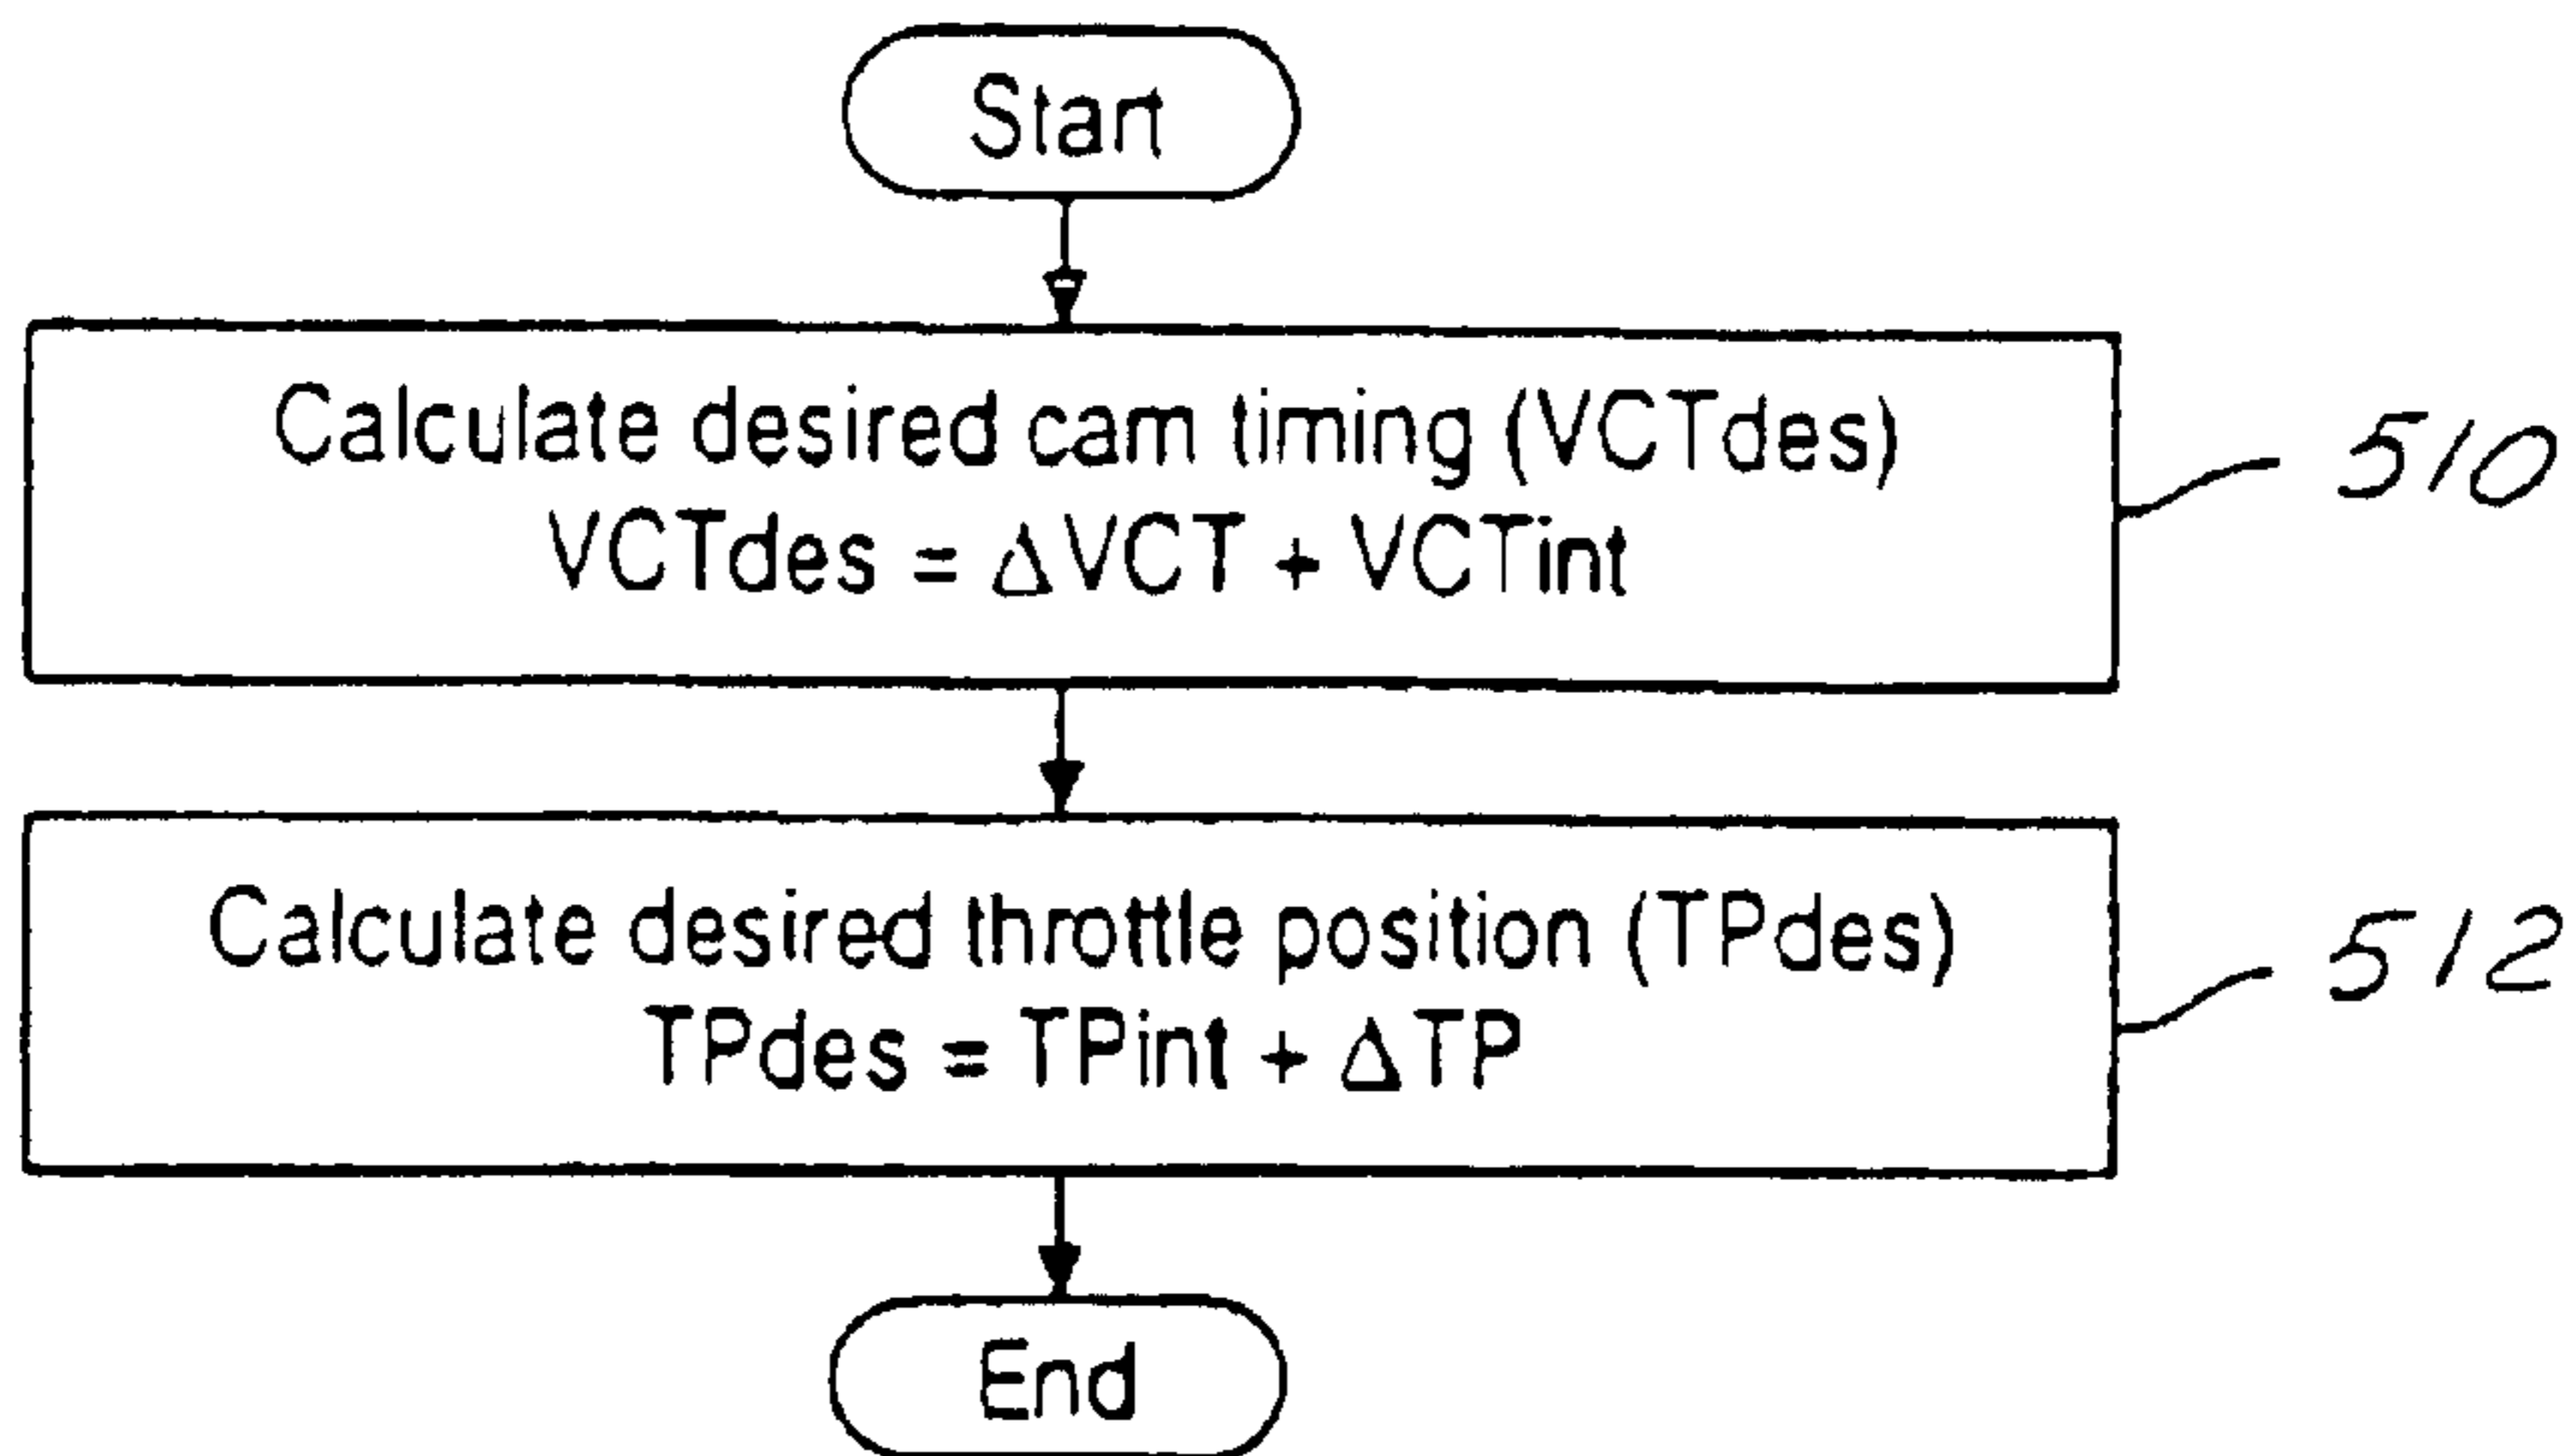 Start
Calculate desired cam timing (VCTdes)
VCTdes = ΔVCT + VCTint
510
Calculate desired throttle position (TPdes)
TPdes = TPint + ΔTP
512
End